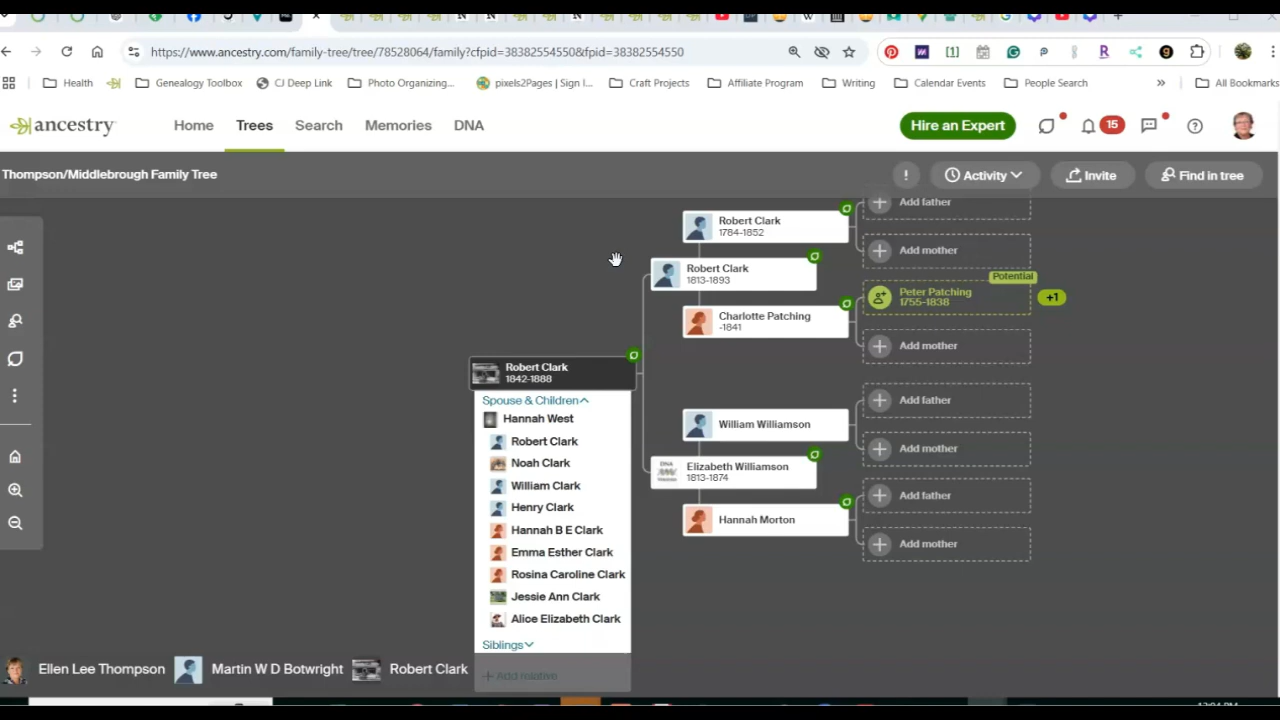 https://www.ancestry.com/family-tree/tree/78528064/family?cfpid=38382554550&fpid=38382554550
Health
Genealogy Toolbox
CJ Deep Link
Photo Organizing...
pixels2Pages | Sign I...
Craft Projects
Affiliate Program
Writing
Calendar Events
People Search
»
All Bookmarks
ancestry
Home
Trees
Search
Memories
DNA
Hire an Expert
15
Thompson/Middlebrough Family Tree
Activity
Invite
Find in tree
Robert Clark
1784-1852
Add father
Add mother
Robert Clark
1813-1893
Potential
Peter Patching
1755-1838
+1
Charlotte Patching
-1841
Add mother
Robert Clark
1842-1888
Spouse & Children
Hannah West
Robert Clark
Noah Clark
William Clark
Henry Clark
Hannah B E Clark
Emma Esther Clark
Rosina Caroline Clark
Jessie Ann Clark
Alice Elizabeth Clark
Siblings
+ Add relative
William Williamson
Add father
Add mother
Elizabeth Williamson
1813-1874
Hannah Morton
Add father
Add mother
Ellen Lee Thompson
Martin W D Botwright
Robert Clark